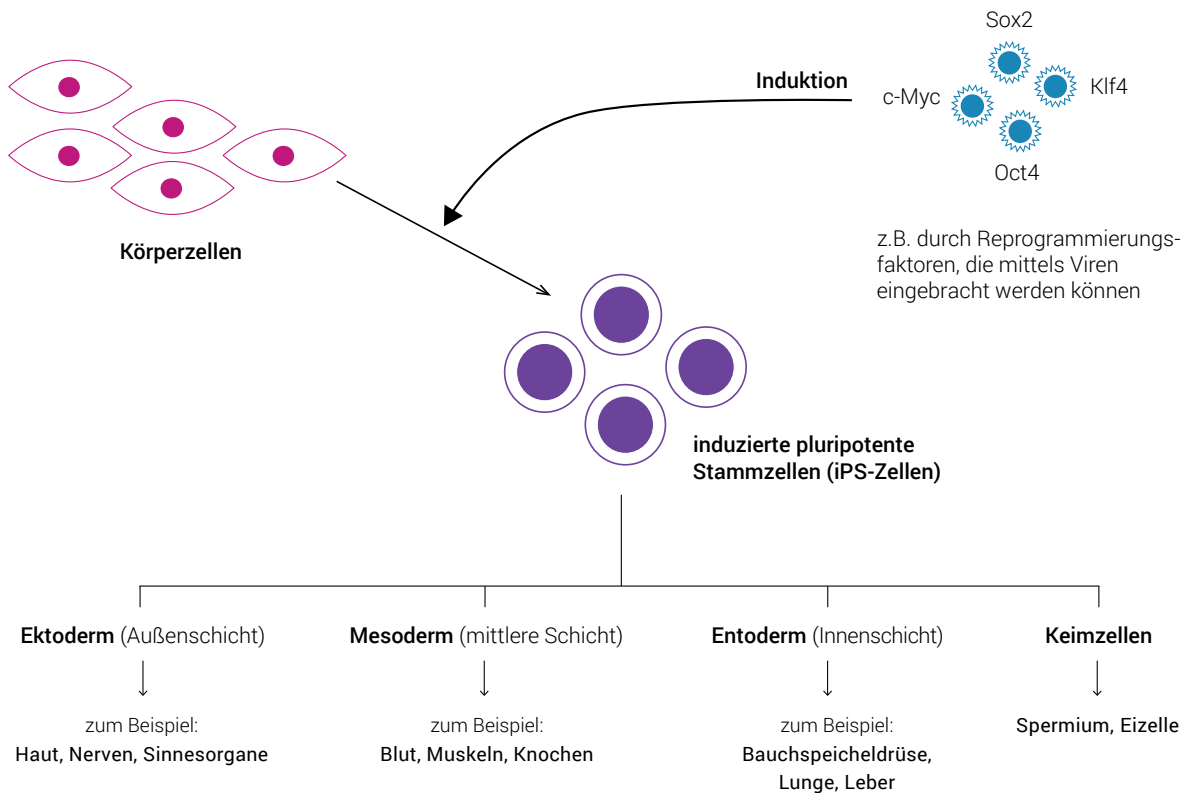 Sox2
Induktion
c-Myc
Klf4
Oct4
Körperzellen
z.B. durch Reprogrammierungs-
faktoren, die mittels Viren
eingebracht werden können
induzierte pluripotente
Stammzellen (iPS-Zellen)
Ektoderm (Außenschicht)
Mesoderm (mittlere Schicht)
Entoderm (Innenschicht)
Keimzellen
zum Beispiel:
Haut, Nerven, Sinnesorgane
zum Beispiel:
Blut, Muskeln, Knochen
zum Beispiel:
Bauchspeicheldrüse,
Lunge, Leber
Spermium, Eizelle